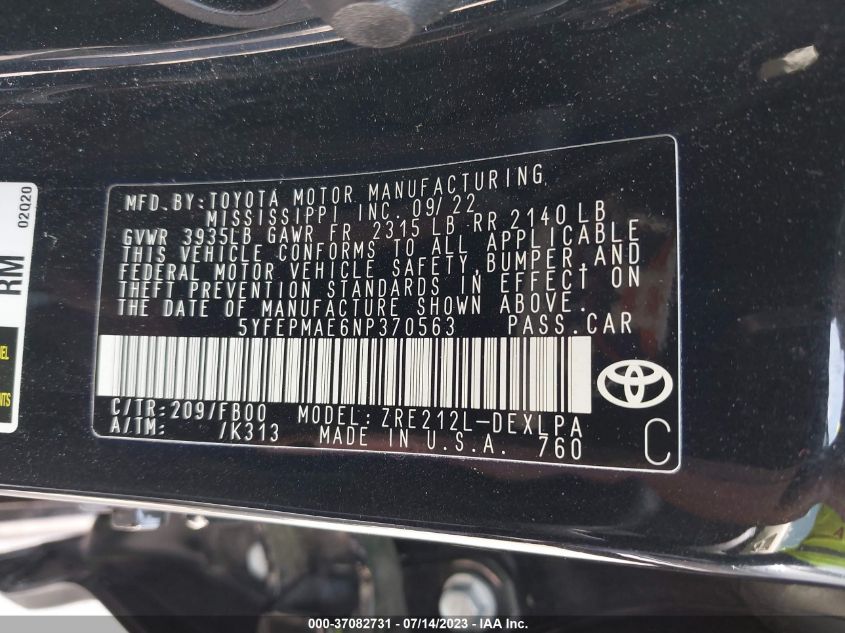 MFD.BY:TOYOTA MOTOR MANUFACTURING
MISSISSIPPI INC. 09/22
GVWR 3935LB GAWR FR 2315 LB RR 2140 LB
THIS VEHICLE CONFORMS TO ALL APPLICABLE
FEDERAL MOTOR VEHICLE SAFETY,BUMPER,AND
THEFT PREVENTION STANDARDS IN EFFECT ON
THE DATE OF MANUFACTURE SHOWN ABOVE.
5YFEPMAE6NP370563 PASS.CAR
C/TR:209/FB00 MODEL:ZRE212L-DEXLPA
A/TM: /K313 MADE IN U.S.A. 760
C
02Q20
RM
000-37082731 - 07/14/2023 - IAA Inc.